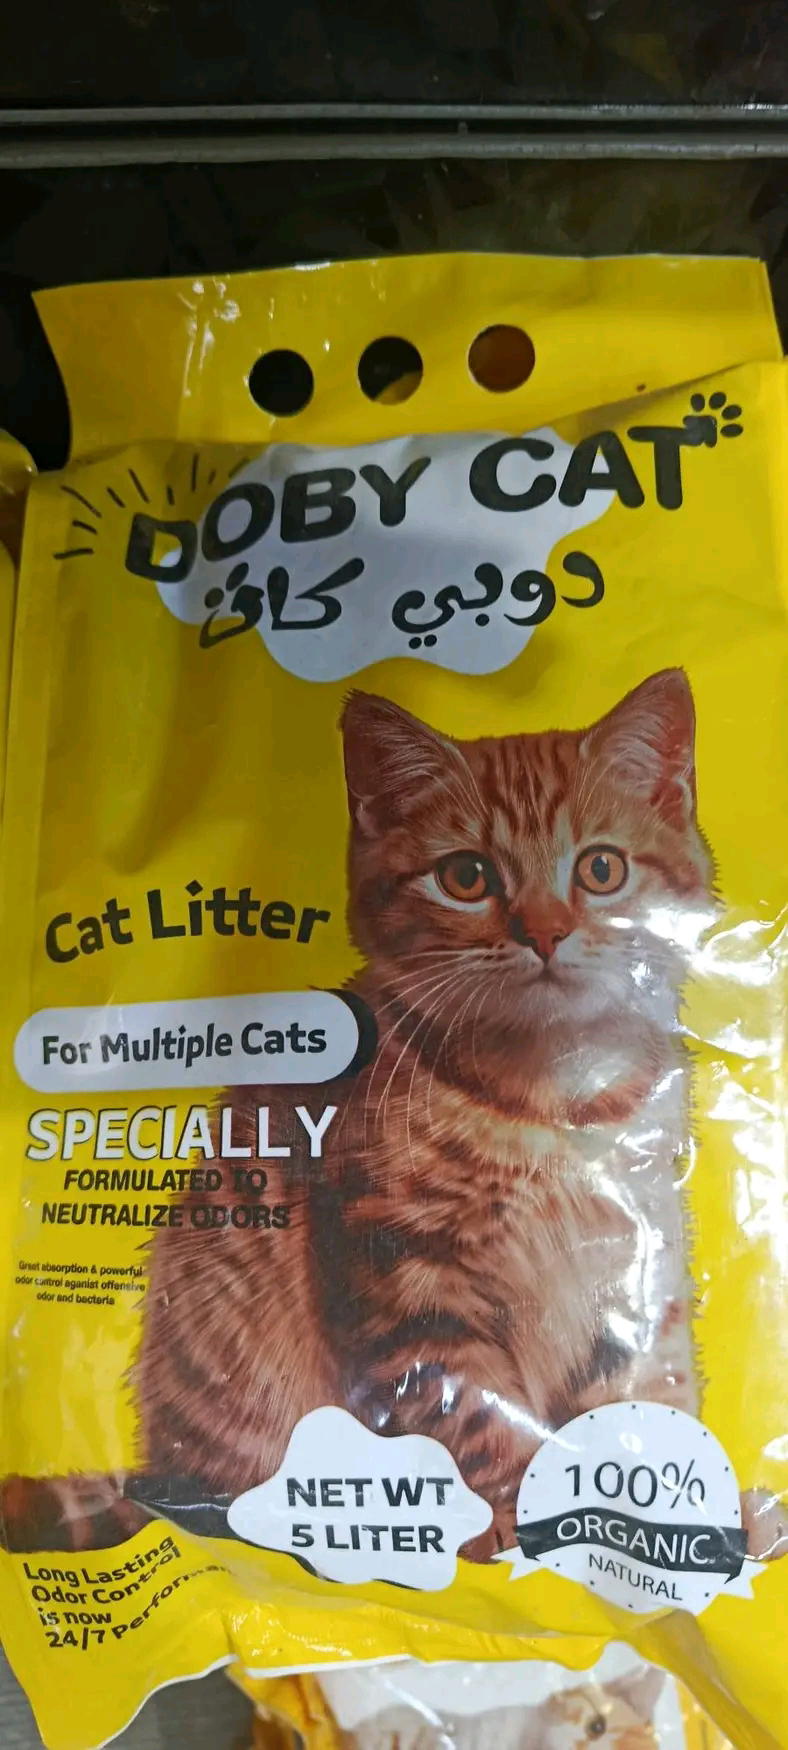 DOBY CAT
دوبي كات
Cat Litter
For Multiple Cats
SPECIALLY
FORMULATED TO
NEUTRALIZE ODORS
Great absorption & powerful
odor control aganist offensive
odor and bacteria
NET WT
5 LITER
100%
ORGANIC
NATURAL
Long Lasting
Odor Control
is now
24/7